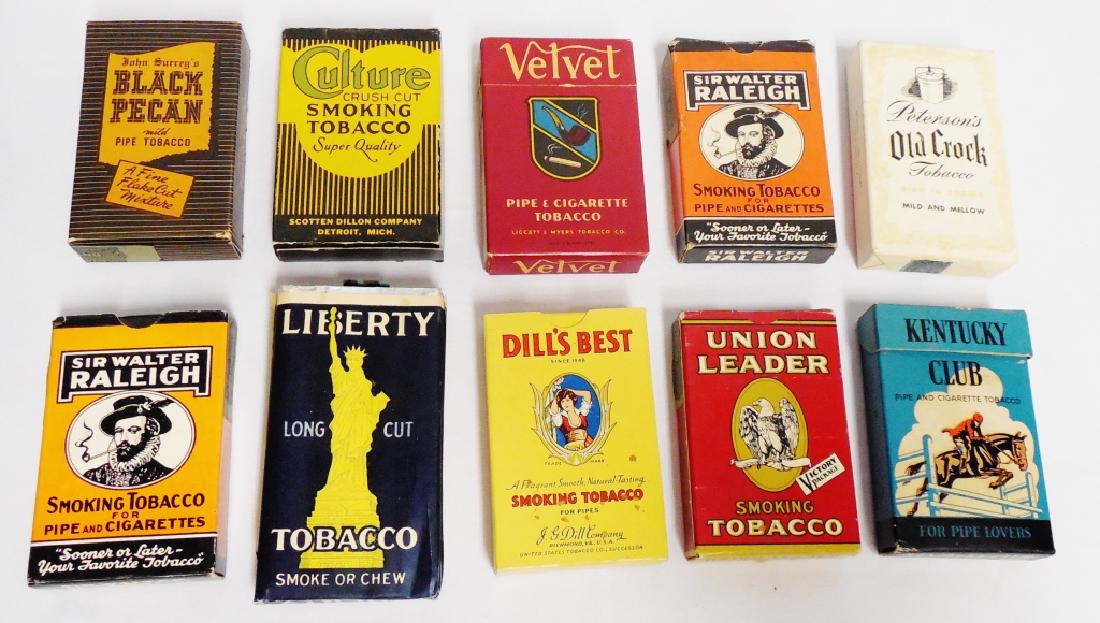 John Surrey's
BLACK
PECAN
mild
PIPE TOBACCO
A Fine
Flake Cut
Mixture
Culture
CRUSH CUT
SMOKING
TOBACCO
Super Quality
SCOTTEN DILLON COMPANY
DETROIT, MICH.
Velvet
PIPE & CIGARETTE
TOBACCO
LIGGETT & MYERS TOBACCO CO.
Velvet
SIR WALTER
RALEIGH
SMOKING TOBACCO
FOR
PIPE AND CIGARETTES
"Sooner or Later-
Your Favorite Tobacco"
SIR WALTER RALEIGH
Peterson's
Old Crock
Tobacco
MILD AND MELLOW
SIR WALTER
RALEIGH
SMOKING TOBACCO
FOR
PIPE AND CIGARETTES
"Sooner or Later-
Your Favorite Tobacco"
LIBERTY
LONG CUT
TOBACCO
SMOKE OR CHEW
DILL'S BEST
SINCE 1848
TRADE MARK
A Fragrant, Smooth, Natural-Tasting
SMOKING TOBACCO
FOR PIPES
J. G. Dill Company
RICHMOND, VA., U.S.A.
UNITED STATES TOBACCO CO., SUCCESSOR
UNION
LEADER
VICTORY
PACKAGE
SMOKING
TOBACCO
KENTUCKY
CLUB
PIPE AND CIGARETTE TOBACCO
FOR PIPE LOVERS